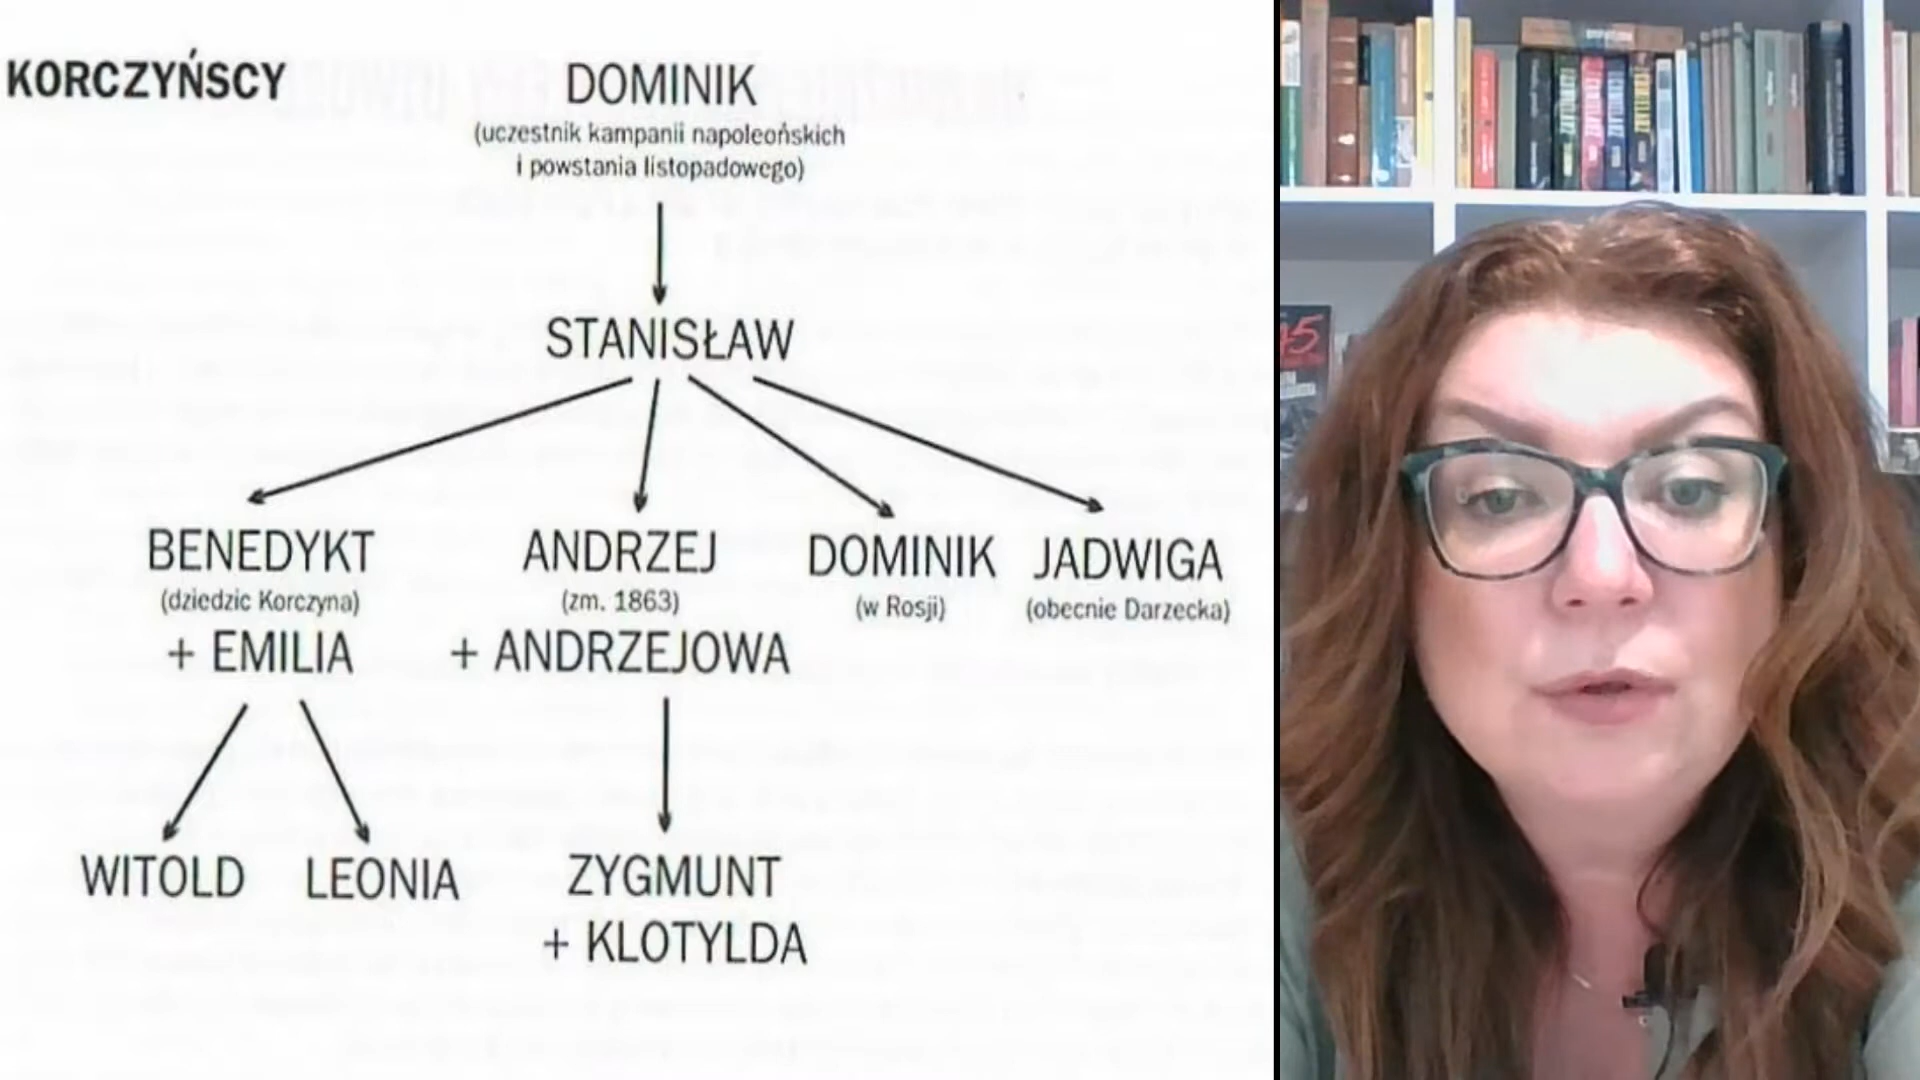 KORCZYŃSCY
DOMINIK
(uczestnik kampanii napoleońskich
i powstania listopadowego)
STANISŁAW
BENEDYKT
(dziedzic Korczyna)
+ EMILIA
ANDRZEJ
(zm. 1863)
+ ANDRZEJOWA
DOMINIK
(w Rosji)
JADWIGA
(obecnie Darzecka)
WITOLD
LEONIA
ZYGMUNT
+ KLOTYLDA
45